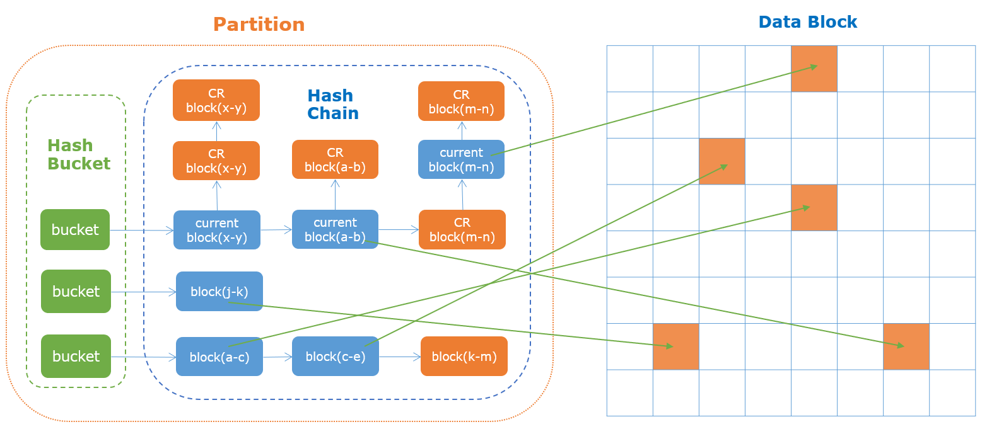 Partition
Data Block
Hash
Bucket
Hash
Chain
CR
block(x-y)
CR
block(m-n)
CR
block(x-y)
CR
block(a-b)
current
block(m-n)
bucket
current
block(x-y)
current
block(a-b)
CR
block(m-n)
bucket
block(j-k)
bucket
block(a-c)
block(c-e)
block(k-m)